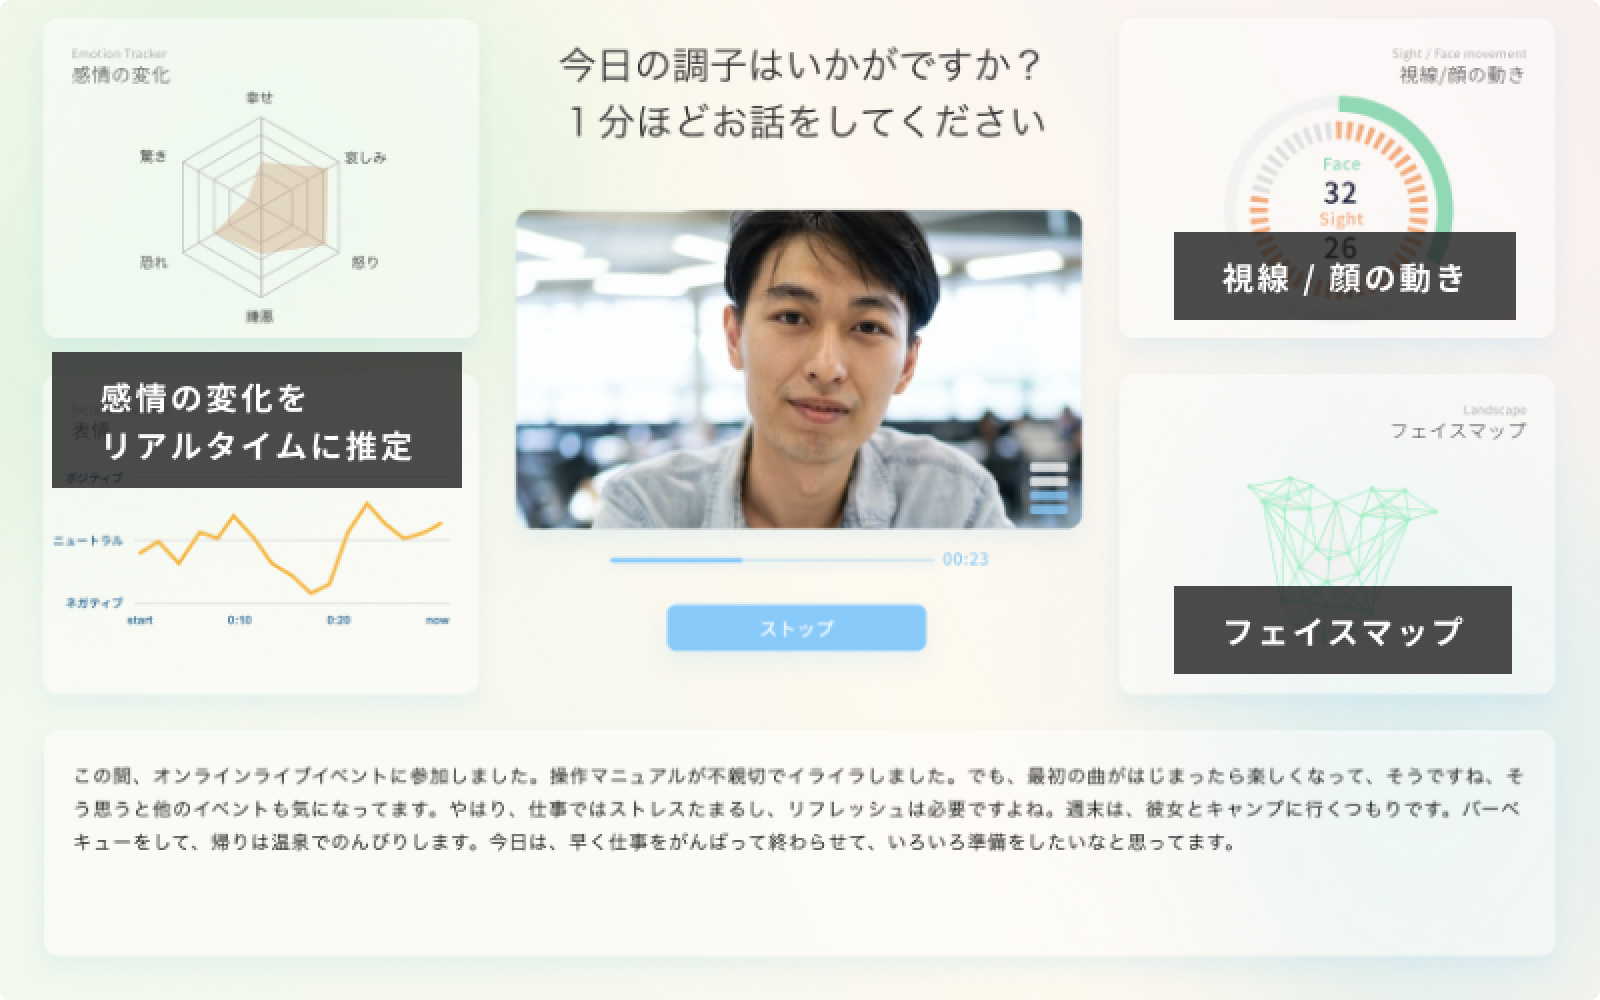 Emotion Tracker
感情の変化
幸せ
驚き
哀しみ
恐れ
怒り
嫌悪
感情の変化を
リアルタイムに推定
表情
ポジティブ
ニュートラル
ネガティブ
start
0:10
0:20
now
今日の調子はいかがですか？
１分ほどお話をしてください
00:23
ストップ
Sight / Face movement
視線/顔の動き
Face
32
Sight
26
視線 / 顔の動き
Landscape
フェイスマップ
フェイスマップ
この間、オンラインライブイベントに参加しました。操作マニュアルが不親切でイライラしました。でも、最初の曲がはじまったら楽しくなって、そうですね、そ
う思うと他のイベントも気になってます。やはり、仕事ではストレスたまるし、リフレッシュは必要ですよね。週末は、彼女とキャンプに行くつもりです。バーベ
キューをして、帰りは温泉でのんびりします。今日は、早く仕事をがんばって終わらせて、いろいろ準備をしたいなと思ってます。